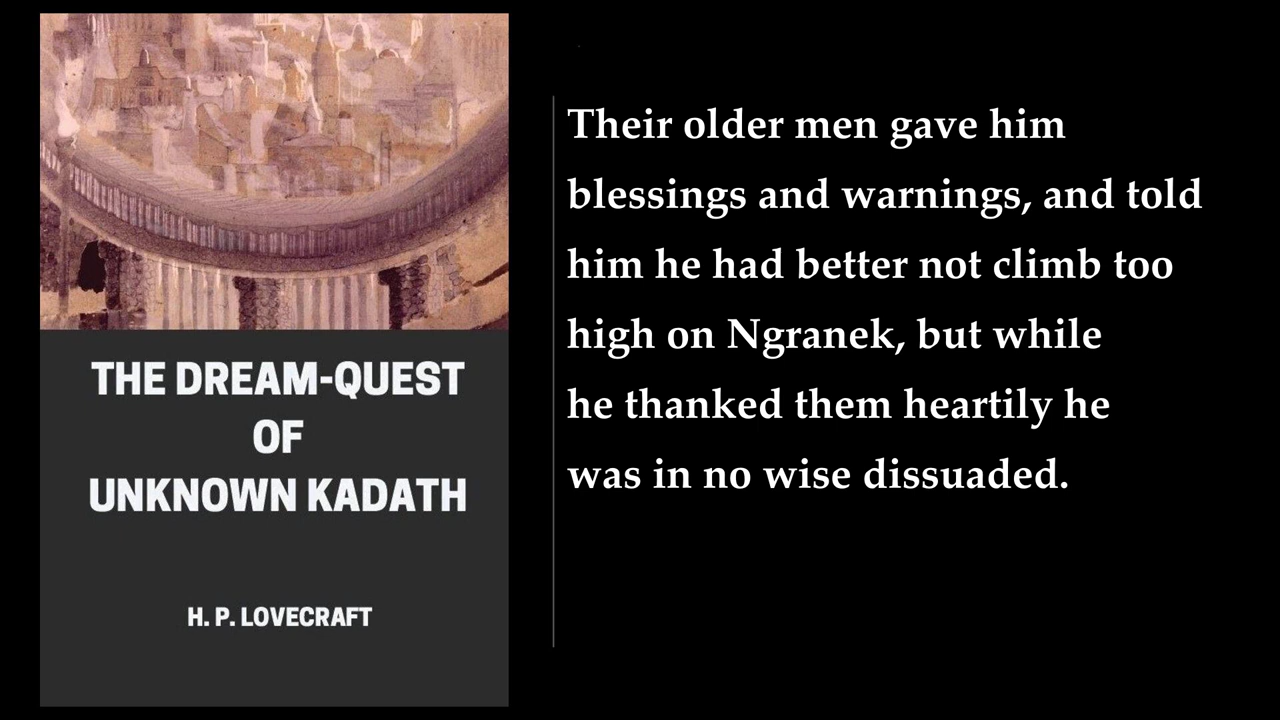 THE DREAM-QUEST
OF
UNKNOWN KADATH
H. P. LOVECRAFT
Their older men gave him
blessings and warnings, and told
him he had better not climb too
high on Ngranek, but while
he thanked them heartily he
was in no wise dissuaded.